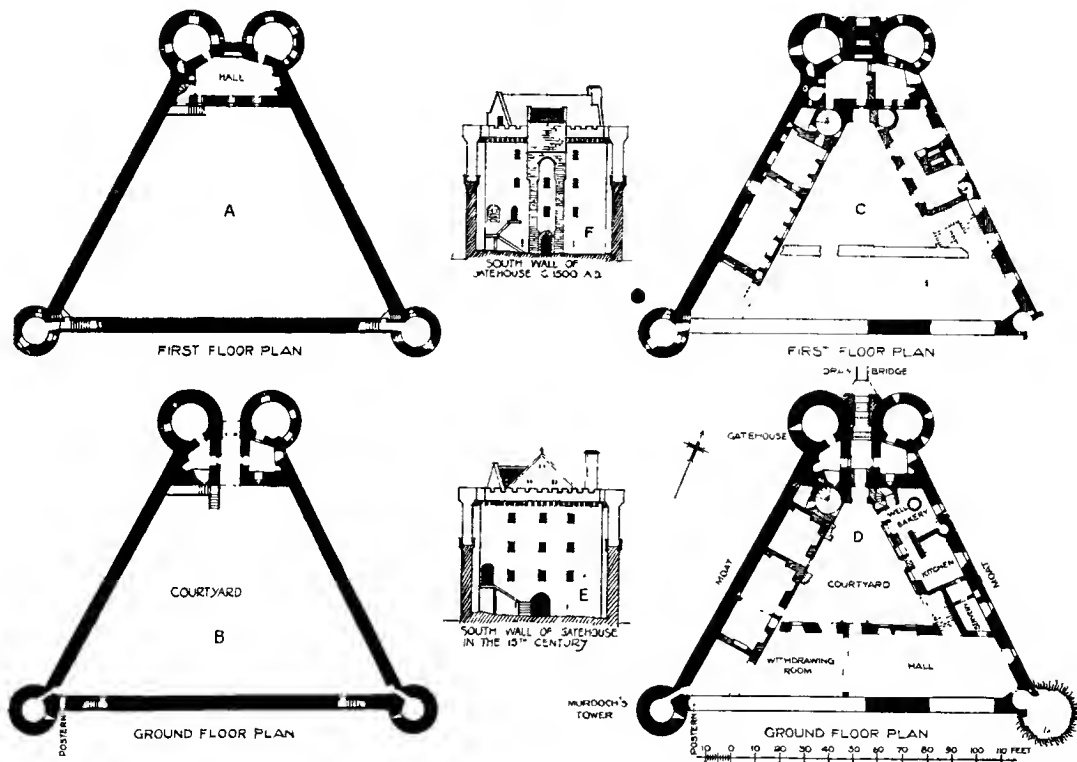 HALL
A
FIRST FLOOR PLAN
F
SOUTH WALL OF
GATEHOUSE C. 1500 A.D.
C
FIRST FLOOR PLAN
COURTYARD
B
POSTERN
GROUND FLOOR PLAN
E
SOUTH WALL OF GATEHOUSE
IN THE 15TH CENTURY
DRAW BRIDGE
GATEHOUSE
WELL
BAKERY
D
KITCHEN
MOAT
MOAT
COURTYARD
WITHDRAWING
ROOM
HALL
MURDOCH'S
TOWER
POSTERN
GROUND FLOOR PLAN
10 0 10 20 30 40 50 60 70 80 90 100 110 FEET